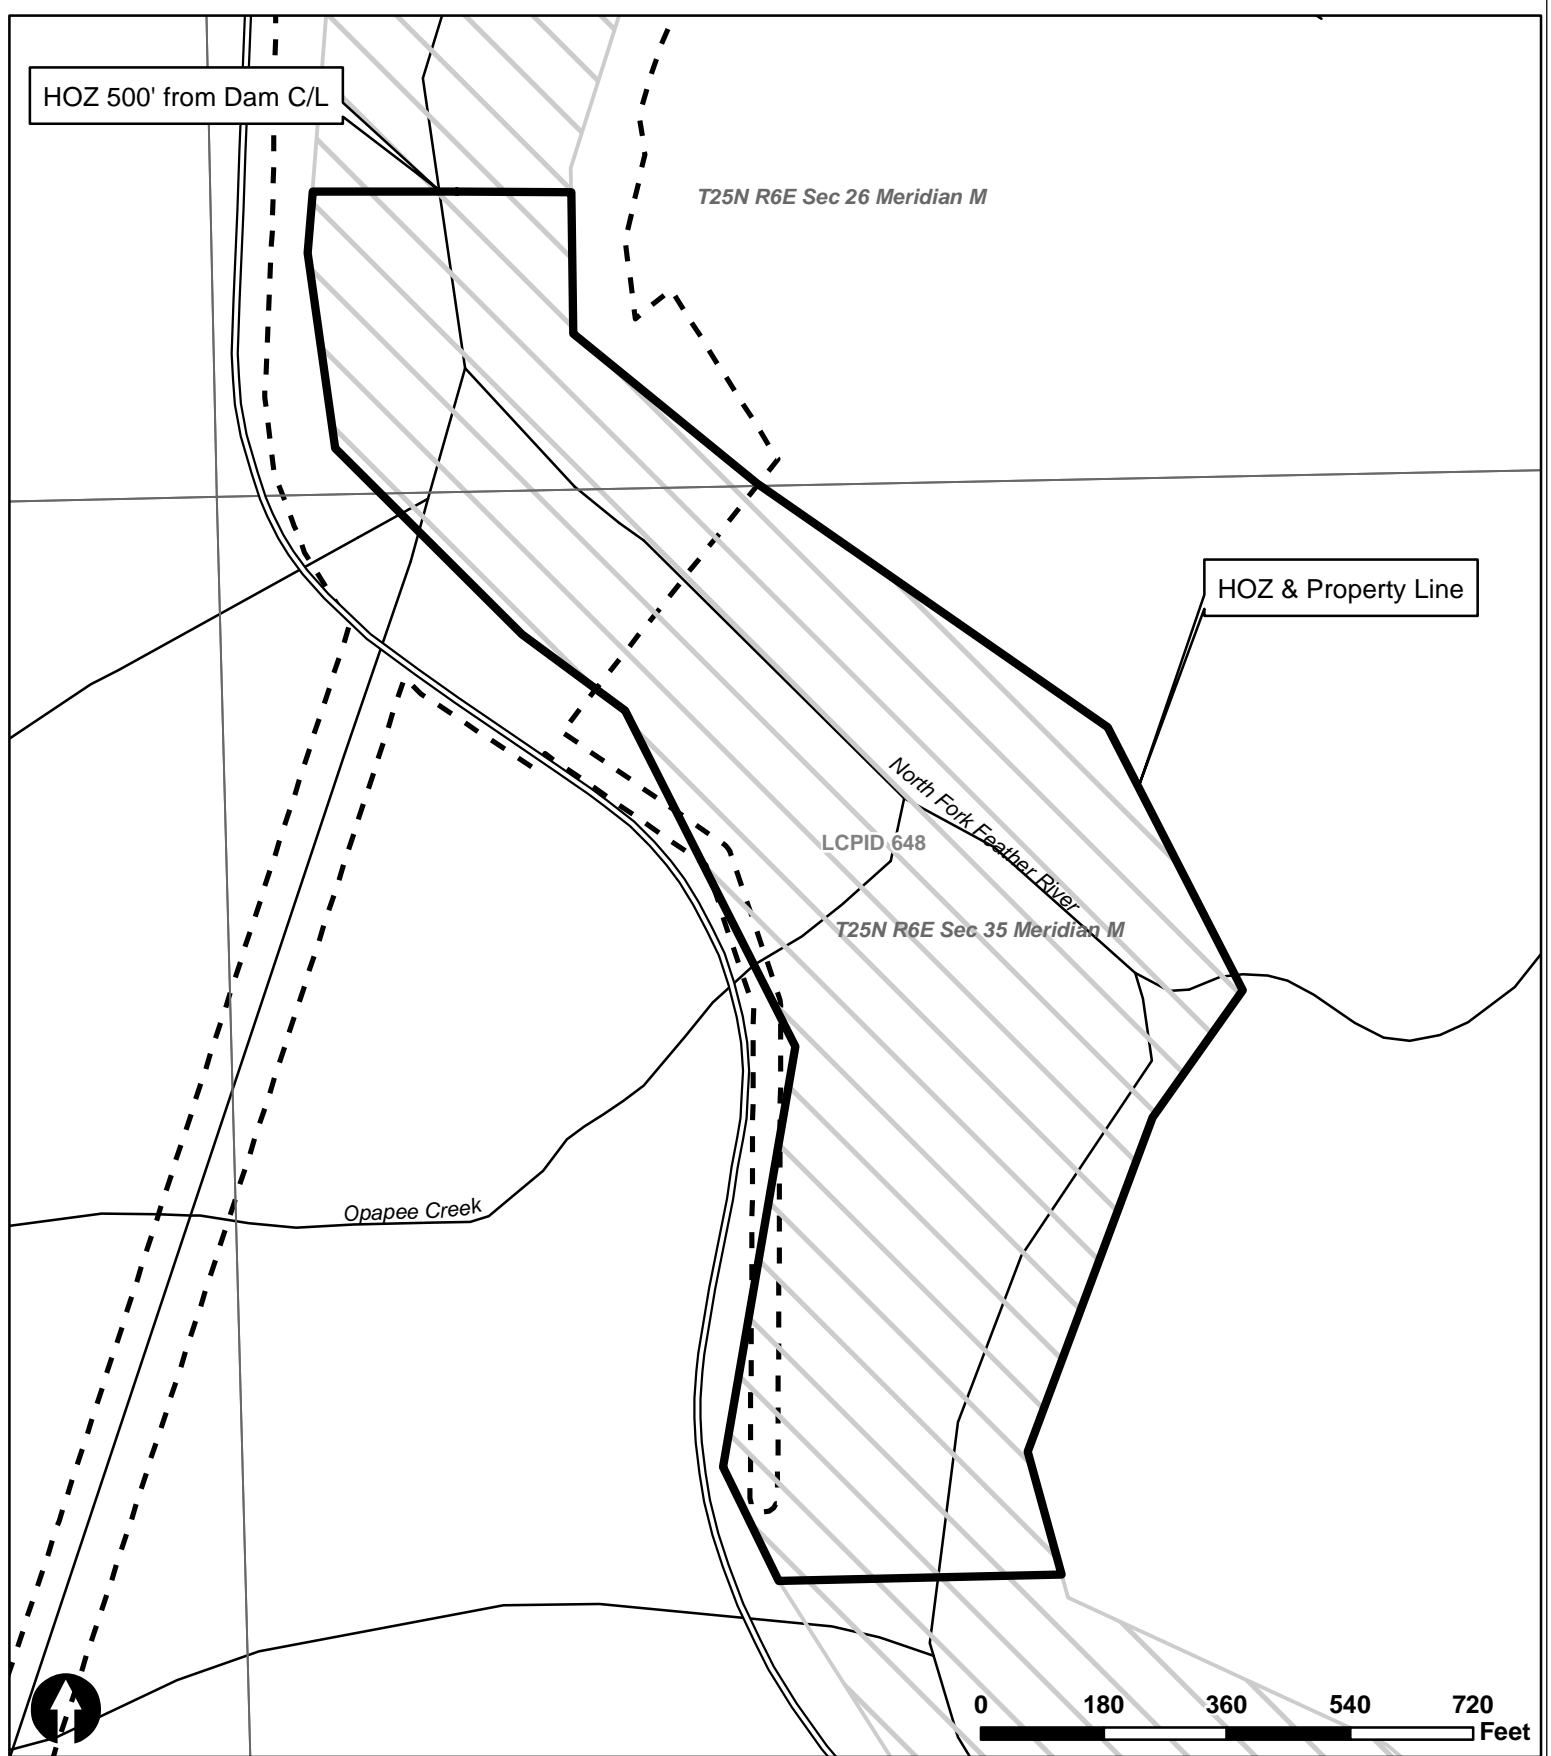 HOZ 500' from Dam C/L
T25N R6E Sec 26 Meridian M
HOZ & Property Line
North Fork Feather River
LCPID 648
T25N R6E Sec 35 Meridian M
Opapee Creek
0 180 360 540 720
Feet